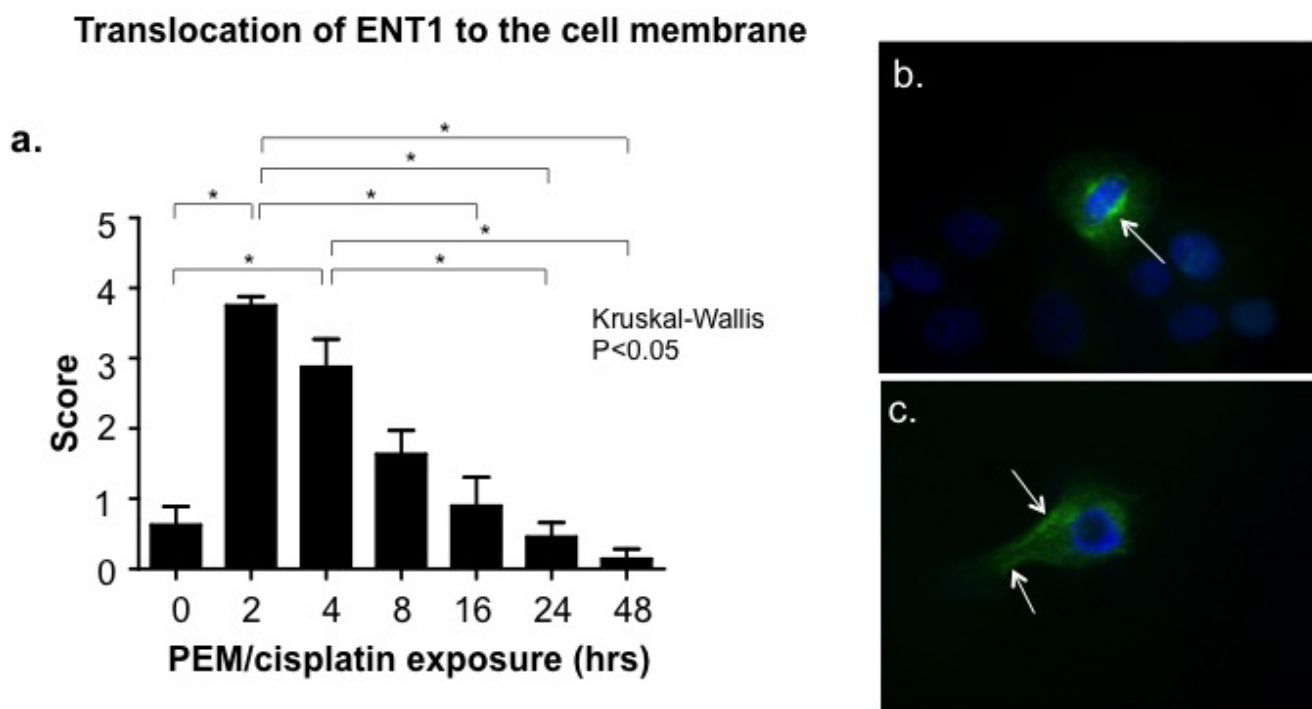 Translocation of ENT1 to the cell membrane
a.
*
*
* *
*
* *
5
4
3
2
1
0
Score
Kruskal-Wallis
P<0.05
0 2 4 8 16 24 48
PEM/cisplatin exposure (hrs)
b.
c.